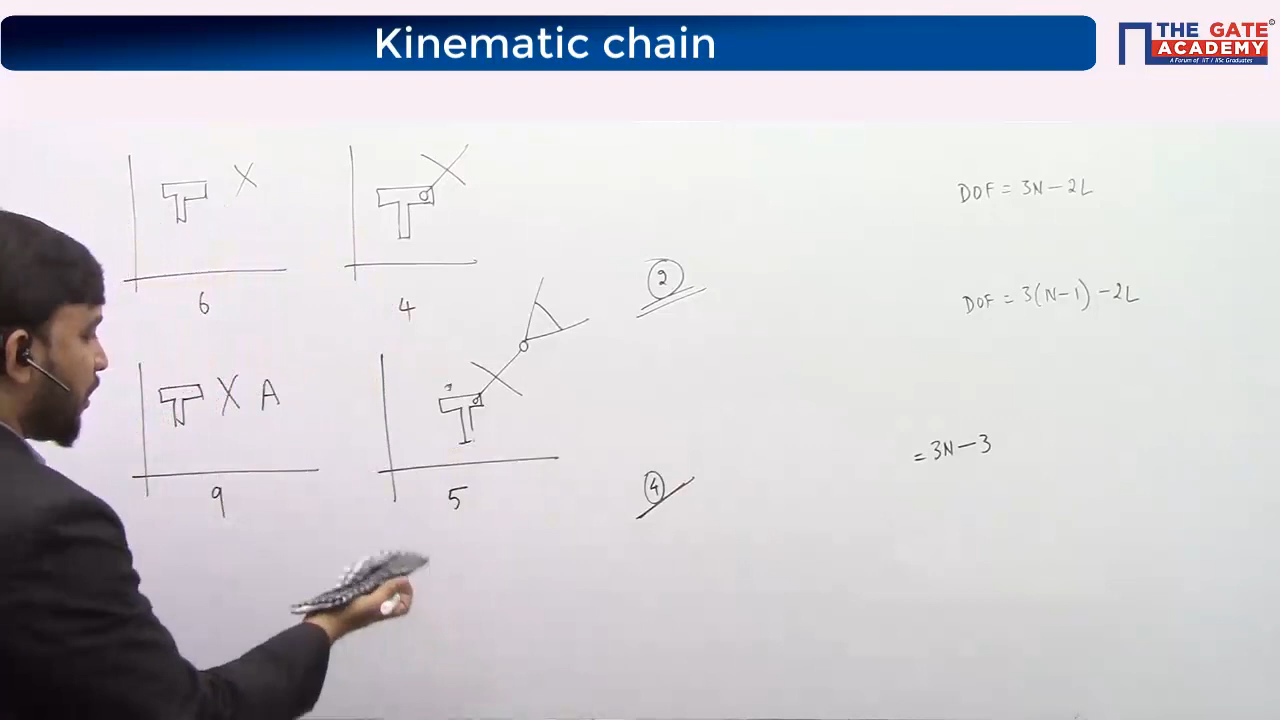 Kinematic chain
THE GATE
ACADEMY
A Forum of IIT / IISc Graduates
T X
T X
6
4
2
DOF = 3N - 2L
DOF = 3(N-1) - 2L
T X A
T X A
9
5
4
= 3N - 3